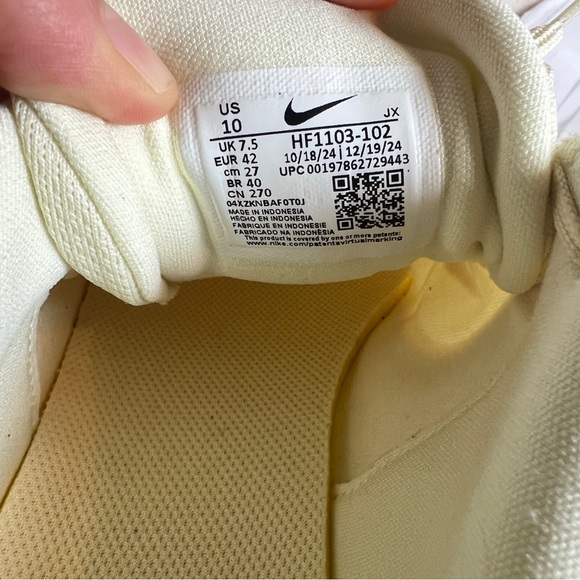 US
10
JX
UK 7.5
EUR 42
cm 27
BR 40
CN 270
HF1103-102
10/18/24 | 12/19/24
UPC 00197862729443
04XZKNBAF0T0J
MADE IN INDONESIA
HECHO EN INDONESIA
FABRIQUE EN INDONESIE
FABRICADO NA INDONÉSIA
This product is covered by one or more patents:
www.nike.com/patentsvirtualmarking